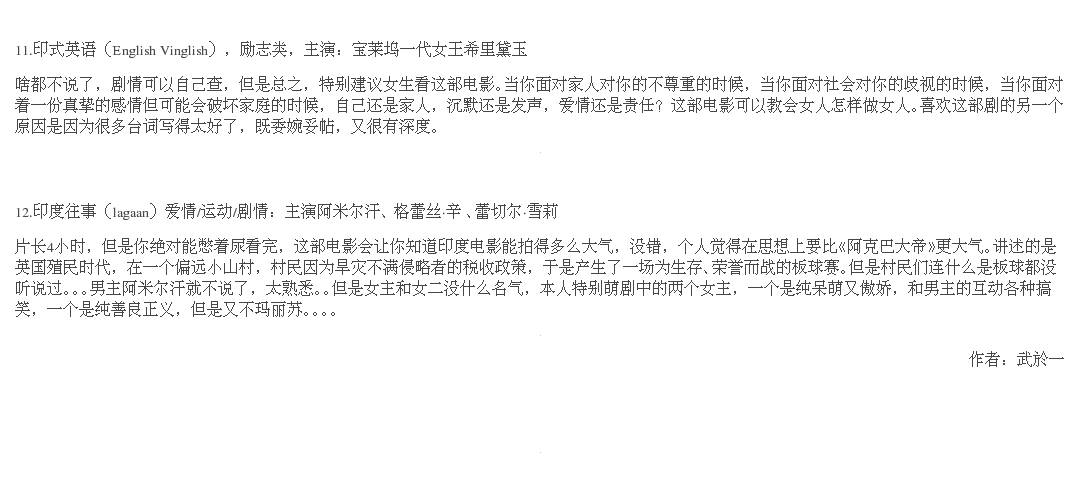 11.印式英语（English Vinglish），励志类，主演：宝莱坞一代女王希里黛玉
啥都不说了，剧情可以自己查，但是总之，特别建议女生看这部电影。当你面对家人对你的不尊重的时候，当你面对社会对你的歧视的时候，当你面对
着一份真挚的感情但可能会破坏家庭的时候，自己还是家人，沉默还是发声，爱情还是责任？这部电影可以教会女人怎样做女人。喜欢这部剧的另一个
原因是因为很多台词写得太好了，既委婉妥帖，又很有深度。
12.印度往事（lagaan）爱情/运动/剧情：主演阿米尔汗、格蕾丝·辛 、蕾切尔·雪莉
片长4小时，但是你绝对能憋着尿看完，这部电影会让你知道印度电影能拍得多么大气，没错，个人觉得在思想上要比《阿克巴大帝》更大气。讲述的是
英国殖民时代，在一个偏远小山村，村民因为旱灾不满侵略者的税收政策，于是产生了一场为生存、荣誉而战的板球赛。但是村民们连什么是板球都没
听说过。。。男主阿米尔汗就不说了，太熟悉。。但是女主和女二没什么名气，本人特别萌剧中的两个女主，一个是纯呆萌又傲娇，和男主的互动各种搞
笑，一个是纯善良正义，但是又不玛丽苏。。。。
作者：武於一